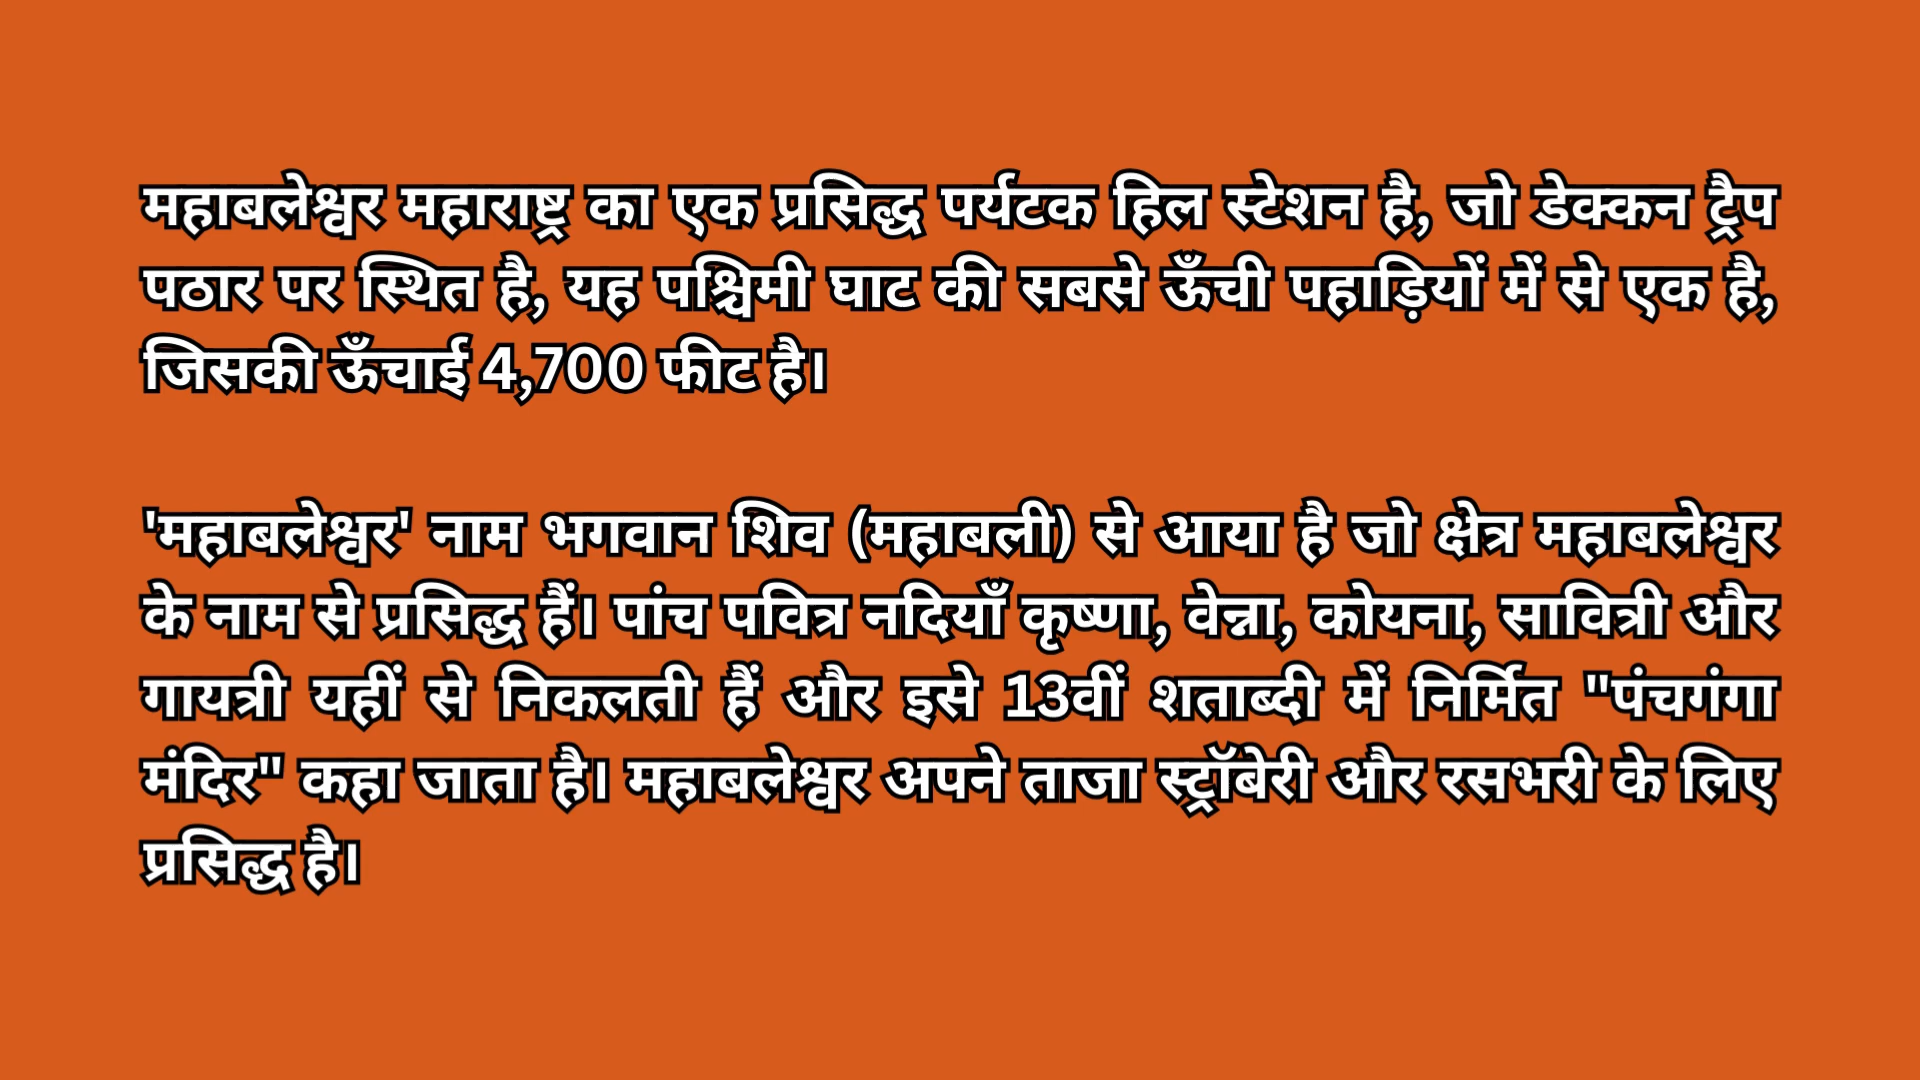 महाबलेश्वर महाराष्ट्र का एक प्रसिद्ध पर्यटक हिल स्टेशन है, जो डेक्कन ट्रैप
पठार पर स्थित है, यह पश्चिमी घाट की सबसे ऊँची पहाड़ियों में से एक है,
जिसकी ऊँचाई 4,700 फीट है।
'महाबलेश्वर' नाम भगवान शिव (महाबली) से आया है जो क्षेत्र महाबलेश्वर
के नाम से प्रसिद्ध हैं। पांच पवित्र नदियाँ कृष्णा, वेन्ना, कोयना, सावित्री और
गायत्री यहीं से निकलती हैं और इसे 13वीं शताब्दी में निर्मित "पंचगंगा
मंदिर" कहा जाता है। महाबलेश्वर अपने ताजा स्ट्रॉबेरी और रसभरी के लिए
प्रसिद्ध है।